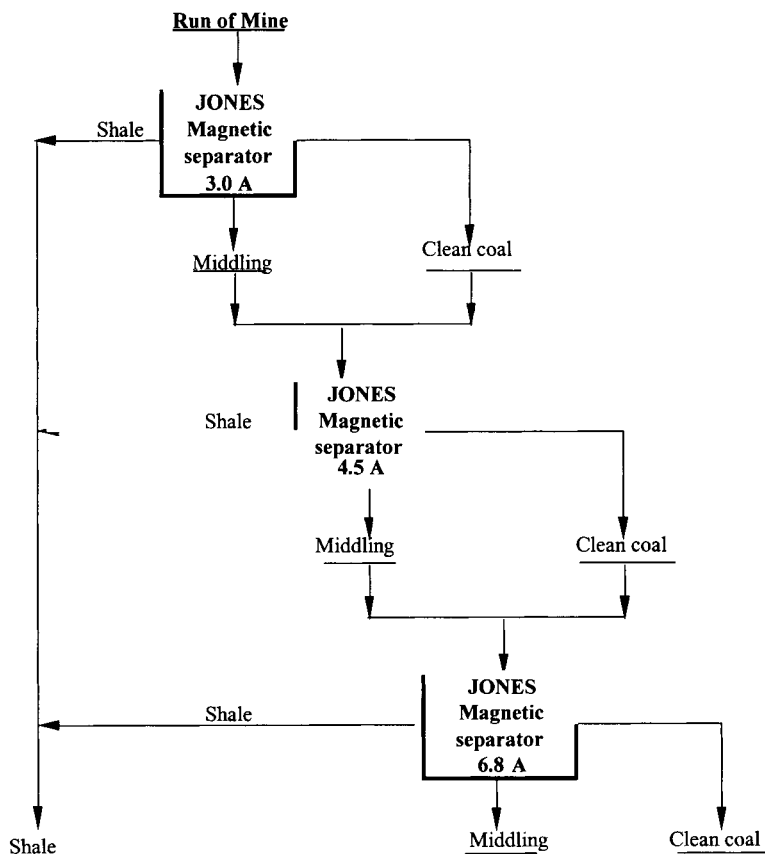 Run of Mine
JONES
Magnetic
separator
3.0 A
Shale
Middling
Clean coal
JONES
Magnetic
separator
4.5 A
Shale
Middling
Clean coal
JONES
Magnetic
separator
6.8 A
Shale
Shale
Middling
Clean coal